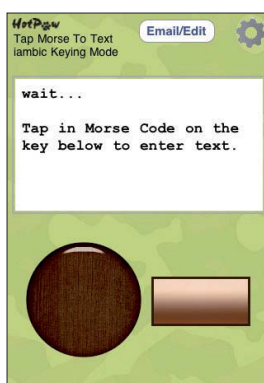 HotPaw
Tap Morse To Text
iambic Keying Mode
Email/Edit
wait...
Tap in Morse Code on the
key below to enter text.